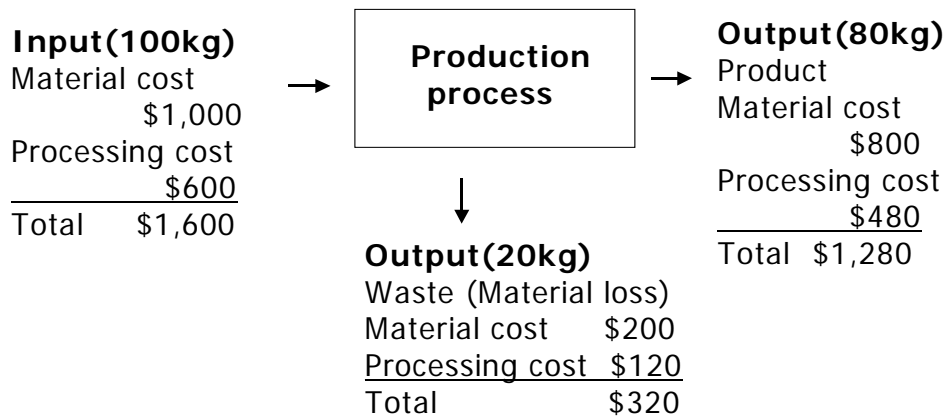 Input(100kg)
Material cost
$1,000
Processing cost
$600
Total $1,600
Production
process
Output(80kg)
Product
Material cost
$800
Processing cost
$480
Total $1,280
Output(20kg)
Waste (Material loss)
Material cost $200
Processing cost $120
Total $320